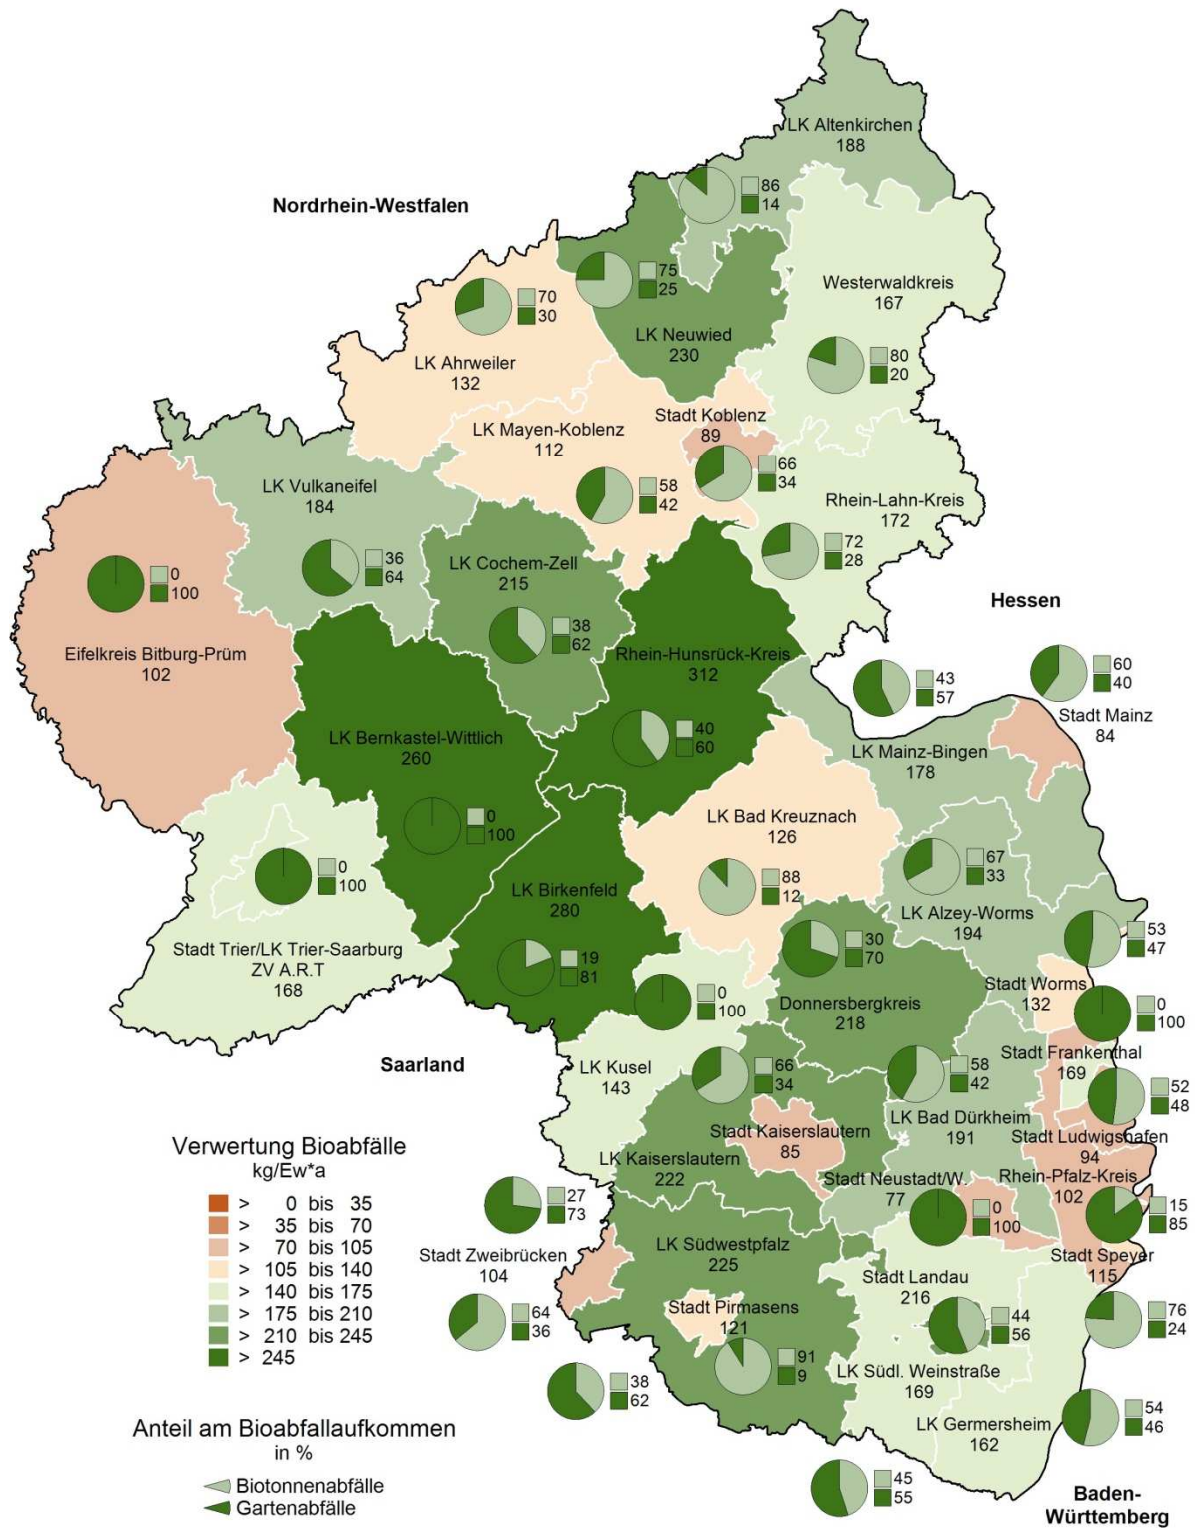 LK Altenkirchen
188
86
14
Nordrhein-Westfalen
75
25
Westerwaldkreis
167
70
30
LK Neuwied
230
80
20
LK Ahrweiler
132
Stadt Koblenz
89
LK Mayen-Koblenz
112
66
34
LK Vulkaneifel
184
58
42
Rhein-Lahn-Kreis
172
72
28
36
64
LK Cochem-Zell
215
0
100
Hessen
38
62
Eifelkreis Bitburg-Prüm
102
Rhein-Hunsrück-Kreis
312
43
57
60
40
Stadt Mainz
84
40
60
LK Bernkastel-Wittlich
260
LK Mainz-Bingen
178
0
100
LK Bad Kreuznach
126
0
100
67
33
LK Birkenfeld
280
88
12
LK Alzey-Worms
194
Stadt Trier/LK Trier-Saarburg
ZV A.R.T
168
53
47
30
70
19
81
Stadt Worms
132
0
100
Donnersbergkreis
218
0
100
Saarland
LK Kusel
143
66
34
58
42
Stadt Frankenthal
169
52
48
LK Bad Dürkheim
191
Stadt Kaiserslautern
85
Stadt Ludwigshafen
94
LK Kaiserslautern
222
Stadt Neustadt/W.
77
Rhein-Pfalz-Kreis
102
27
73
0
100
15
85
Stadt Zweibrücken
104
LK Südwestpfalz
225
Stadt Speyer
115
Stadt Landau
216
64
36
Stadt Pirmasens
121
44
56
76
24
91
9
LK Südl. Weinstraße
169
38
62
54
46
LK Germersheim
162
45
55
Baden-
Württemberg
Verwertung Bioabfälle
kg/Ew*a
> 0 bis 35
> 35 bis 70
> 70 bis 105
> 105 bis 140
> 140 bis 175
> 175 bis 210
> 210 bis 245
> 245
Anteil am Bioabfallaufkommen
in %
Biotonnenabfälle
Gartenabfälle